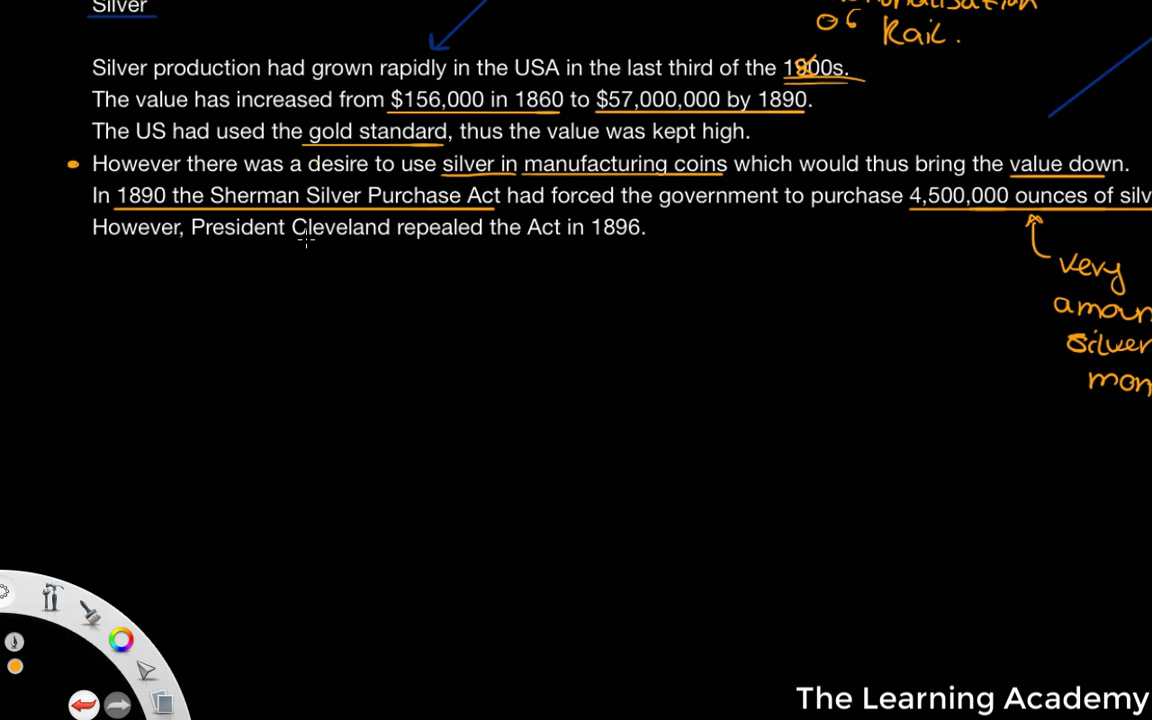 Silver
onalisation
of
Rail.
Silver production had grown rapidly in the USA in the last third of the 1800s.
The value has increased from $156,000 in 1860 to $57,000,000 by 1890.
The US had used the gold standard, thus the value was kept high.
However there was a desire to use silver in manufacturing coins which would thus bring the value down.
In 1890 the Sherman Silver Purchase Act had forced the government to purchase 4,500,000 ounces of silv
However, President Cleveland repealed the Act in 1896.
very
amoun
silver
mon
The Learning Academy